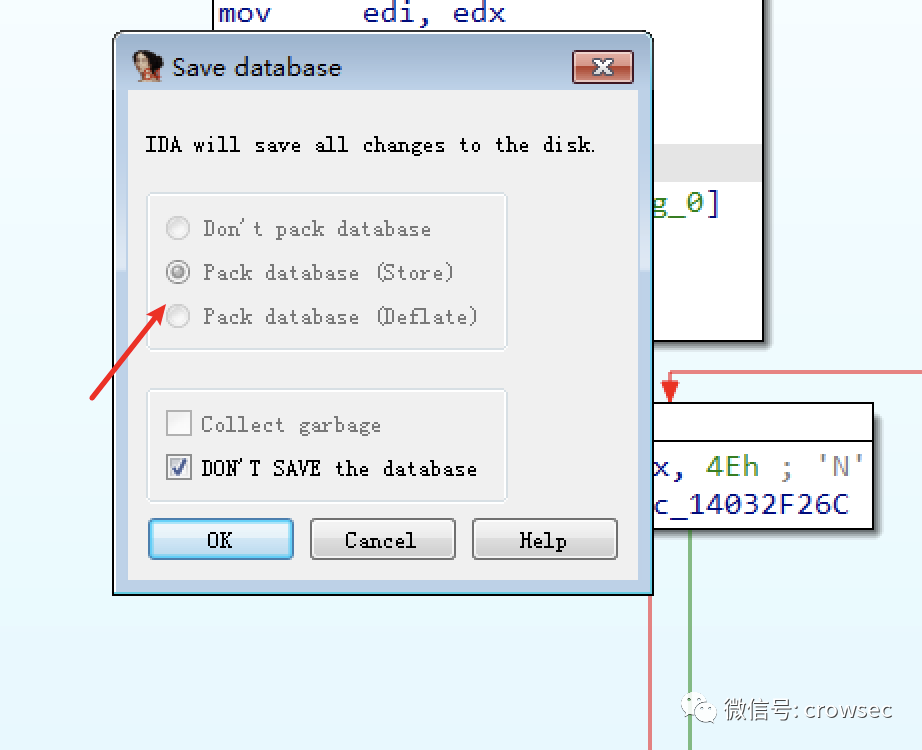 mov edi, edx
Save database
IDA will save all changes to the disk.
g_0]
Don't pack database
Pack database (Store)
Pack database (Deflate)
Collect garbage
DON'T SAVE the database
x, 4Eh ; 'N'
c_14032F26C
OK Cancel Help
微信号: crowsec